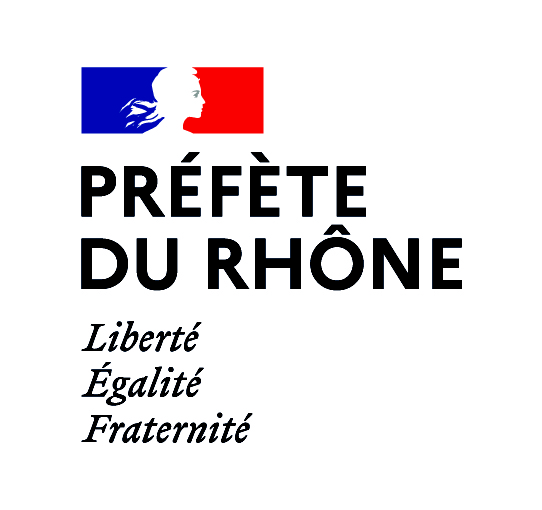 PRÉFÈTE
DU RHÔNE
Liberté
Égalité
Fraternité